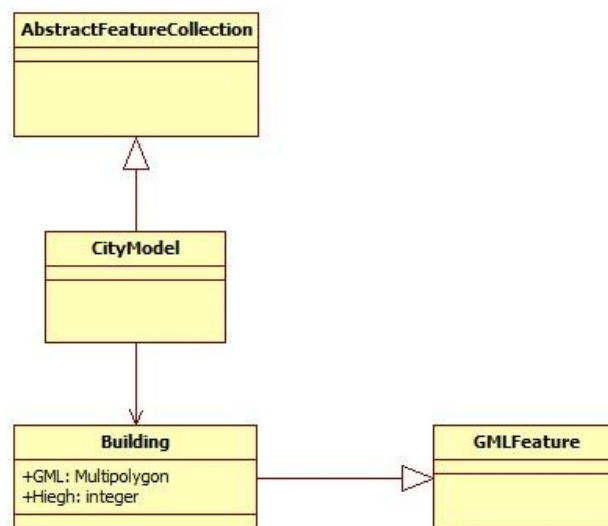 AbstractFeatureCollection
CityModel
Building
+GML: Multipolygon
+Hiegh: integer
GMLFeature